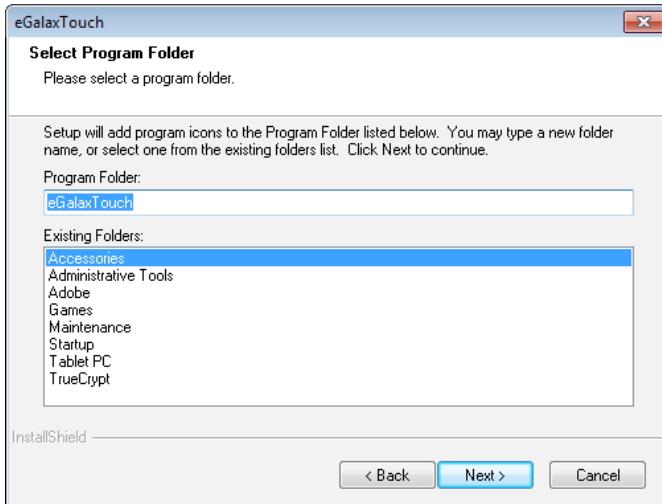 eGalaxTouch
Select Program Folder
Please select a program folder.
Setup will add program icons to the Program Folder listed below.  You may type a new folder
name, or select one from the existing folders list.  Click Next to continue.
Program Folder:
eGalaxTouch
Existing Folders:
Accessories
Administrative Tools
Adobe
Games
Maintenance
Startup
Tablet PC
TrueCrypt
InstallShield
< Back
Next >
Cancel